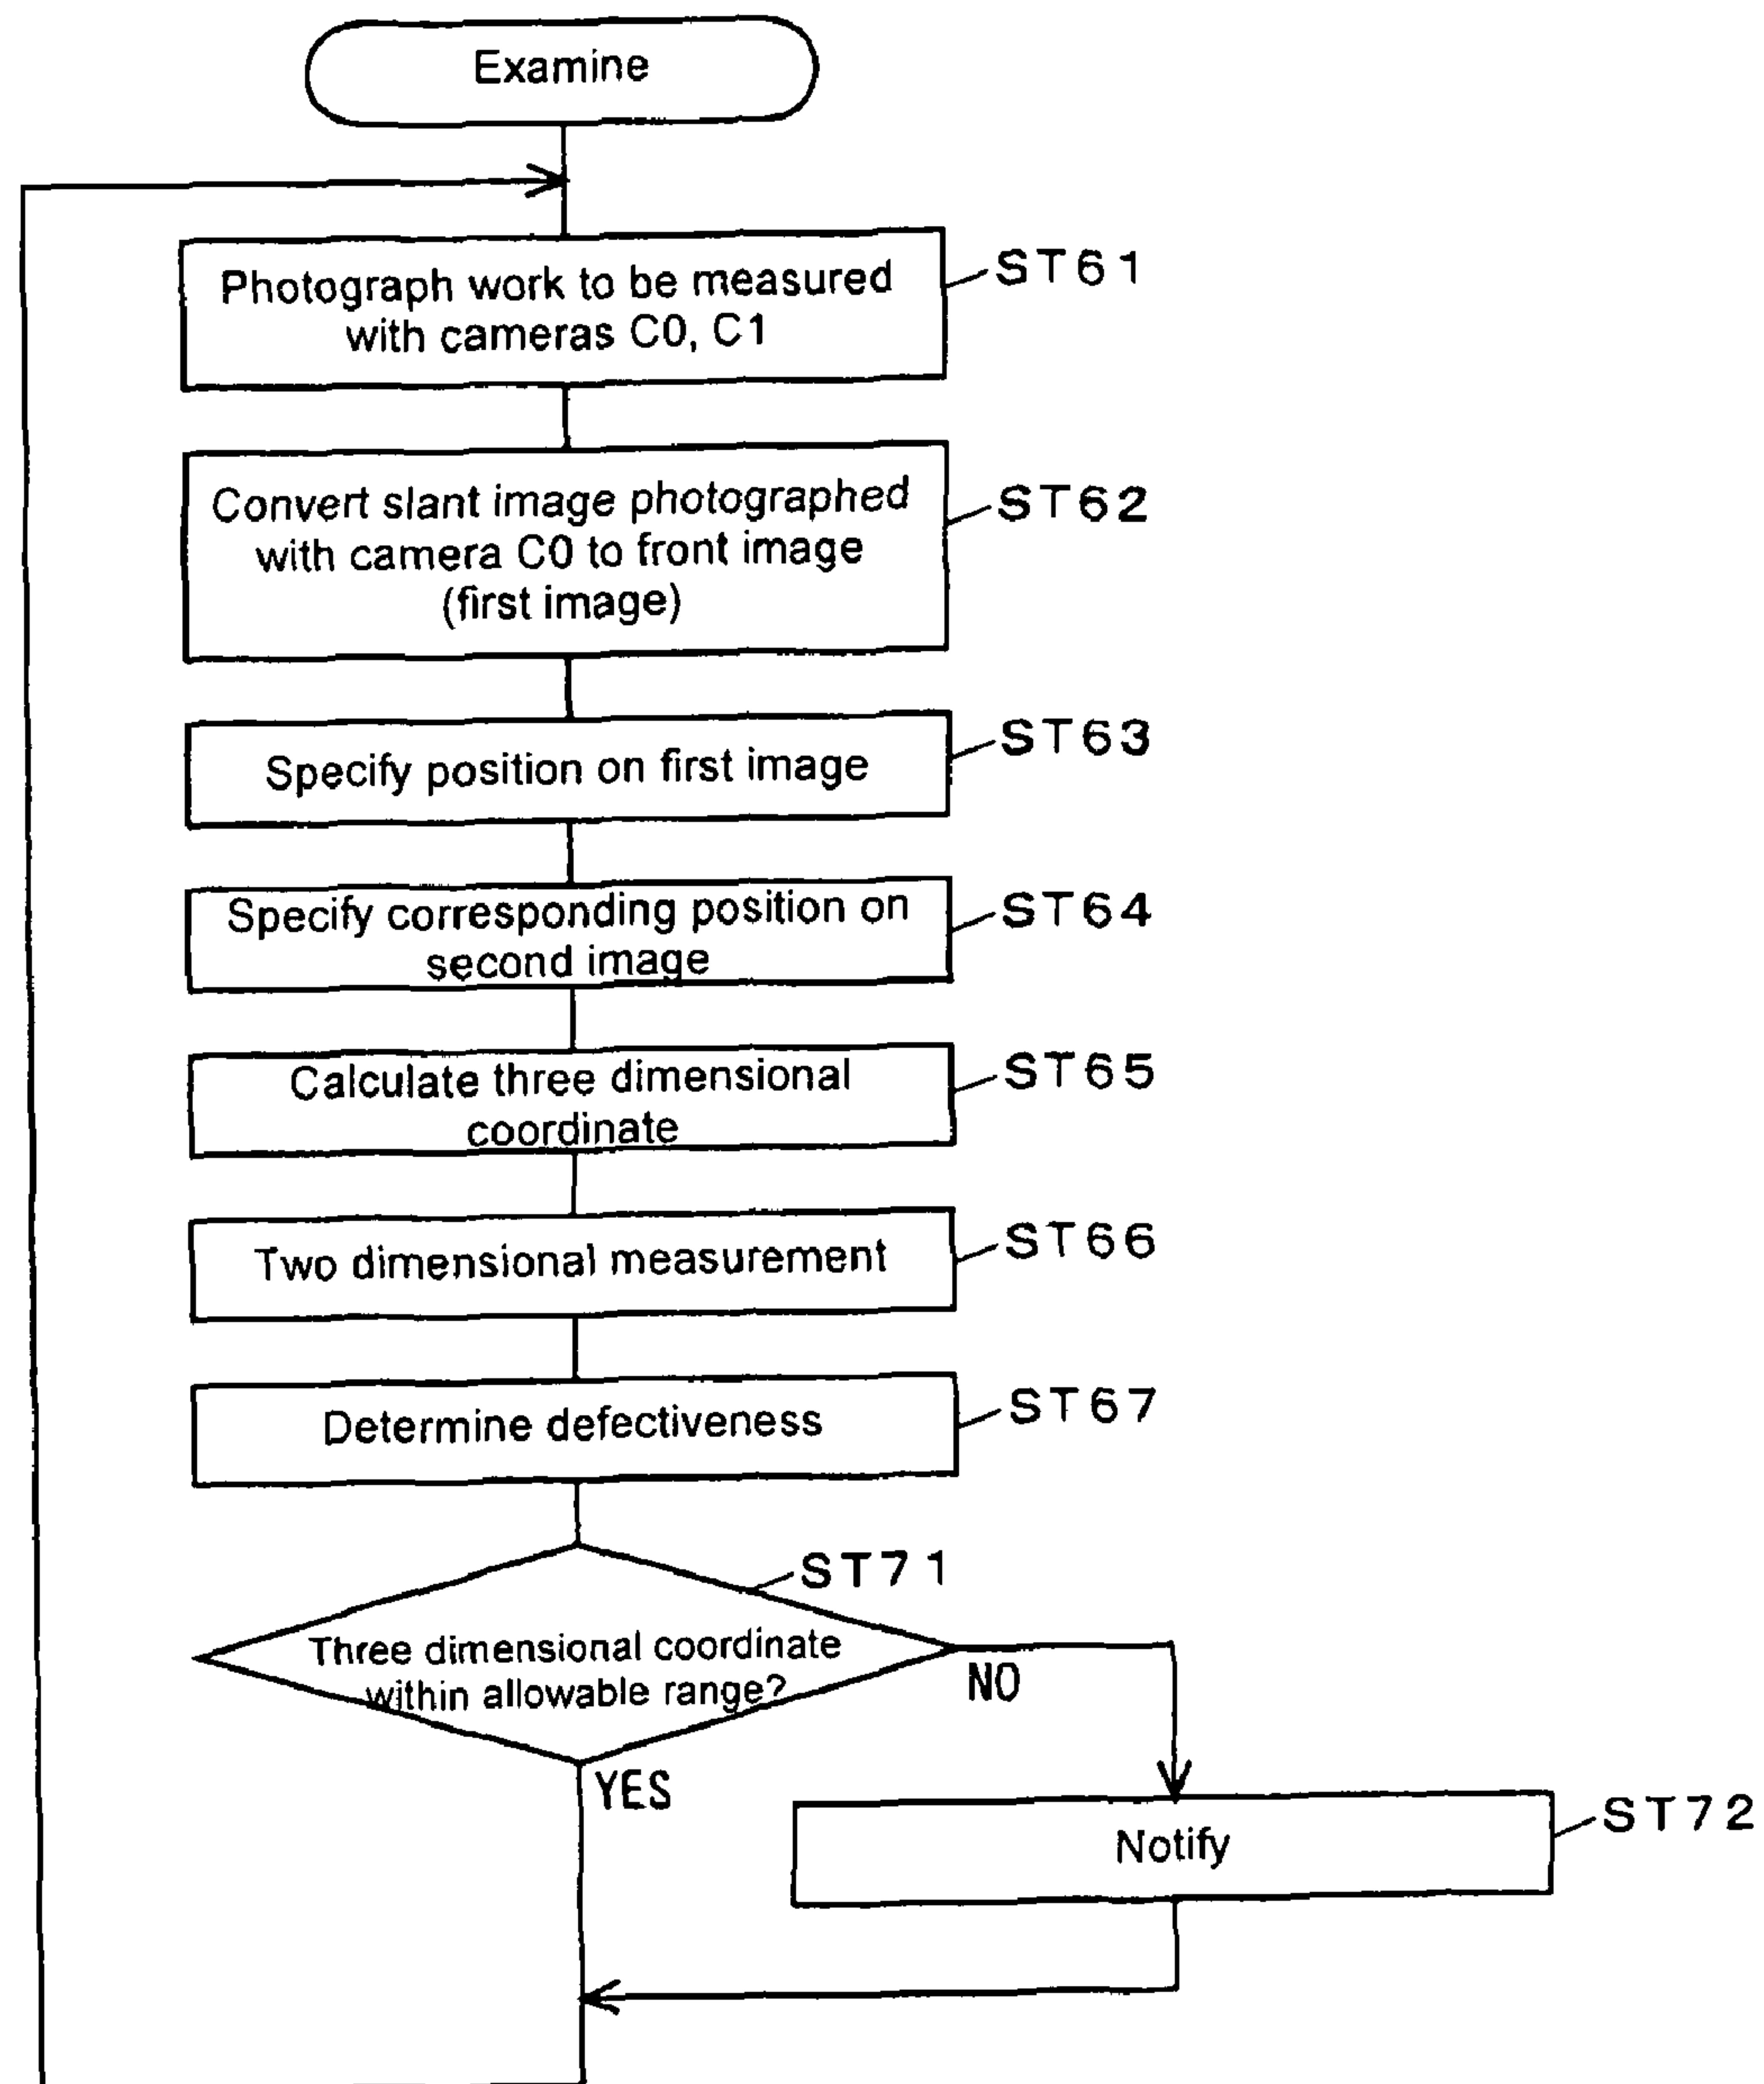 Examine
Photograph work to be measured
with cameras C0, C1
ST61
Convert slant image photographed
with camera C0 to front image
(first image)
ST62
Specify position on first image
ST63
Specify corresponding position on
second image
ST64
Calculate three dimensional
coordinate
ST65
Two dimensional measurement
ST66
Determine defectiveness
ST67
ST71
Three dimensional coordinate
within allowable range?
NO
YES
Notify
ST72